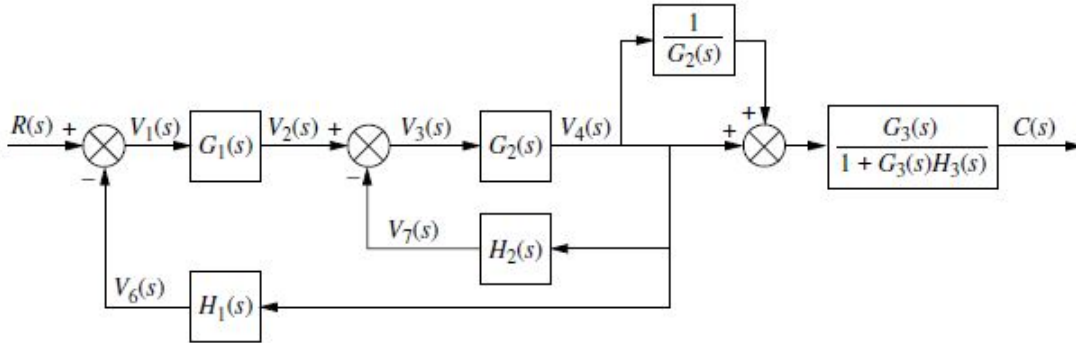 1
G2(s)
R(s) + V1(s) G1(s) V2(s) + V3(s) G2(s) V4(s) + + G3(s) C(s)
1 + G3(s)H3(s)
− −
V7(s) H2(s)
V6(s) H1(s)